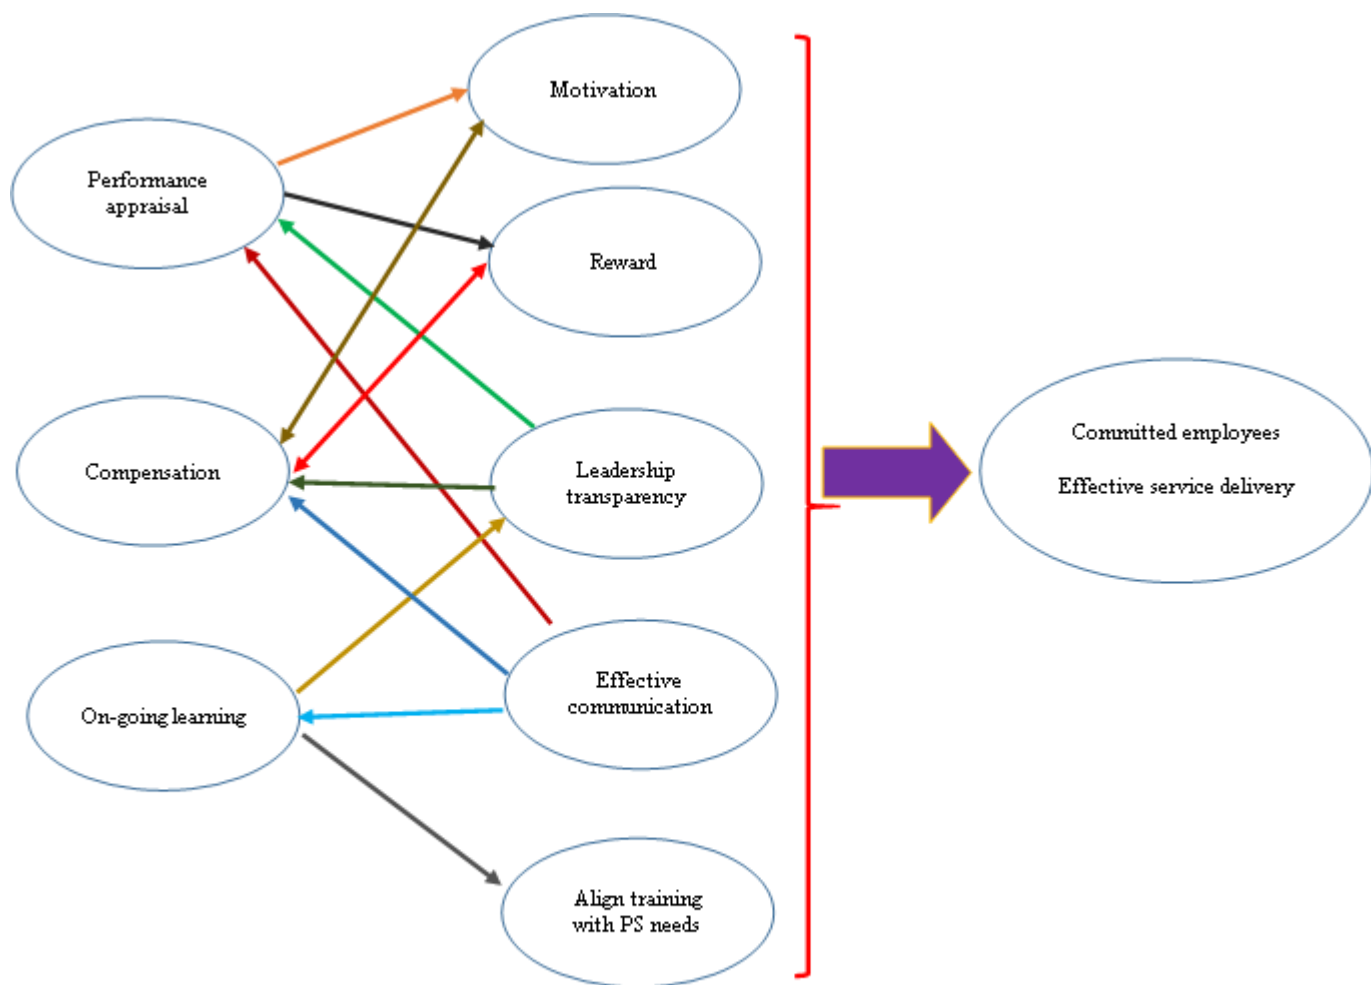 Motivation
Performance
appraisal
Reward
Compensation
Leadership
transparency
Committed employees
Effective service delivery
On-going learning
Effective
communication
Align training
with PS needs